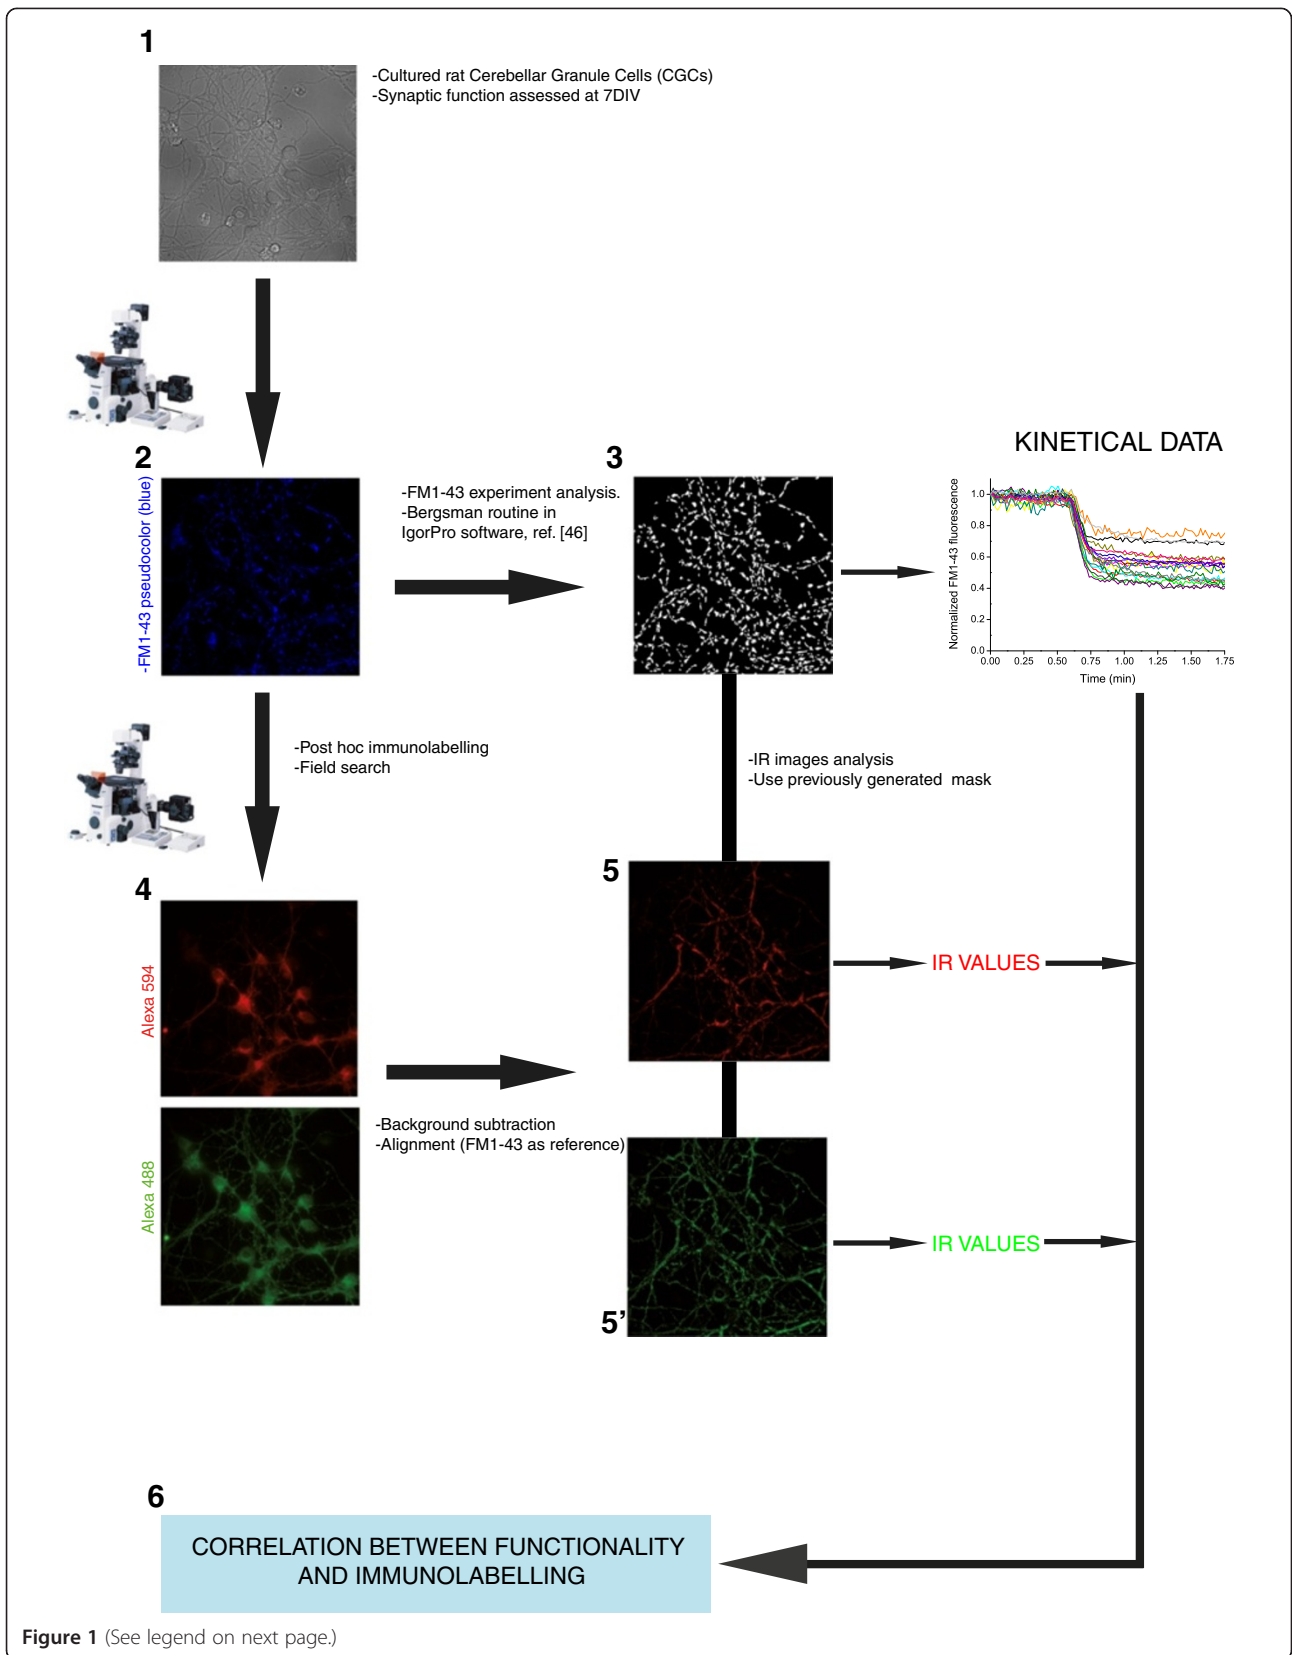 1
-Cultured rat Cerebellar Granule Cells (CGCs)
-Synaptic function assessed at 7DIV
2
-FM1-43 pseudocolor (blue)
-FM1-43 experiment analysis.
-Bergsman routine in
IgorPro software, ref. [46]
3
KINETICAL DATA
Normalized FM1-43 fluorescence
1.0
0.8
0.6
0.4
0.2
0.0
0.00 0.25 0.50 0.75 1.00 1.25 1.50 1.75
Time (min)
-Post hoc immunolabelling
-Field search
-IR images analysis
-Use previously generated mask
4
Alexa 594
Alexa 488
-Background subtraction
-Alignment (FM1-43 as reference)
5
IR VALUES
5'
IR VALUES
6
CORRELATION BETWEEN FUNCTIONALITY
AND IMMUNOLABELLING
Figure 1 (See legend on next page.)